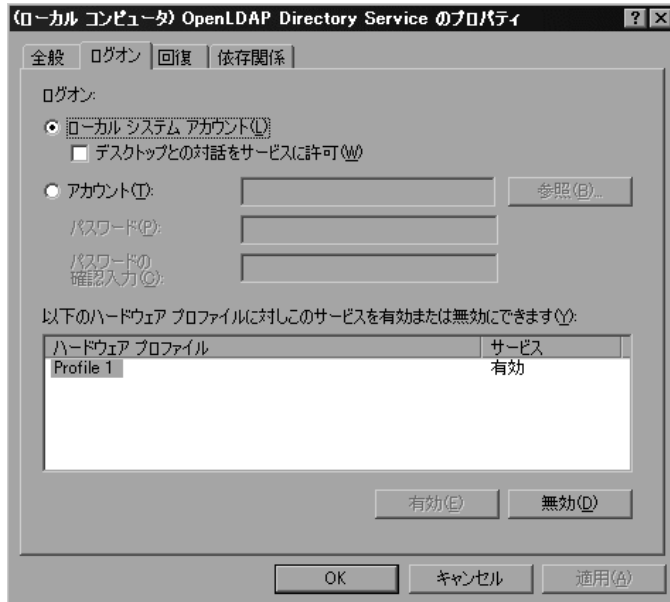 (ローカル コンピュータ) OpenLDAP Directory Service のプロパティ
全般 ログオン 回復 依存関係
ログオン:
ローカル システム アカウント(L)
デスクトップとの対話をサービスに許可(W)
アカウント(T):
参照(B)...
パスワード(P):
パスワードの
確認入力(C):
以下のハードウェア プロファイルに対しこのサービスを有効または無効にできます(Y):
ハードウェア プロファイル サービス
Profile 1 有効
有効(E) 無効(D)
OK キャンセル 適用(A)